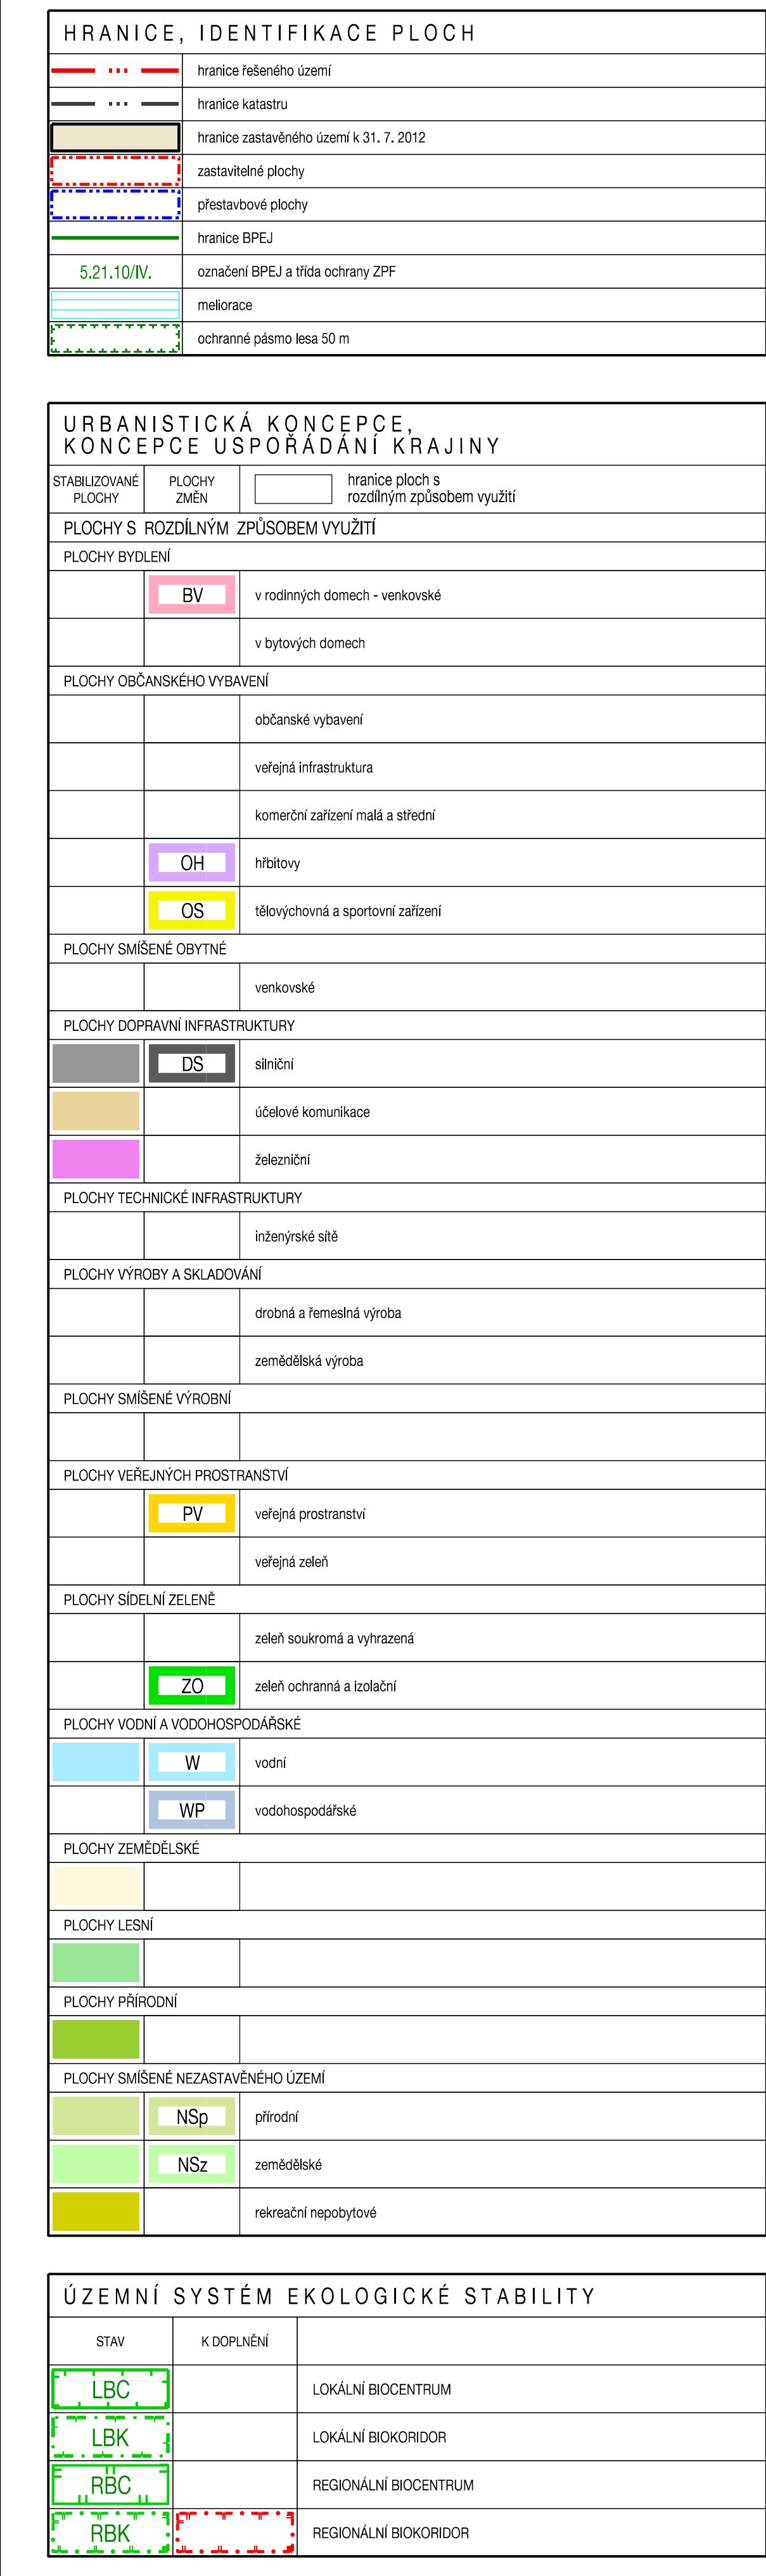 HRANICE, IDENTIFIKACE PLOCH
hranice řešeného území
hranice katastru
hranice zastavěného území k 31. 7. 2012
zastavitelné plochy
přestavbové plochy
hranice BPEJ
5.21.10/IV. označení BPEJ a třída ochrany ZPF
meliorace
ochranné pásmo lesa 50 m
URBANISTICKÁ KONCEPCE,
KONCEPCE USPOŘÁDÁNÍ KRAJINY
STABILIZOVANÉ
PLOCHY
PLOCHY
ZMĚN
hranice ploch s
rozdílným způsobem využití
PLOCHY S ROZDÍLNÝM ZPŮSOBEM VYUŽITÍ
PLOCHY BYDLENÍ
BV v rodinných domech - venkovské
v bytových domech
PLOCHY OBČANSKÉHO VYBAVENÍ
občanské vybavení
veřejná infrastruktura
komerční zařízení malá a střední
OH hřbitovy
OS tělovýchovná a sportovní zařízení
PLOCHY SMÍŠENÉ OBYTNÉ
venkovské
PLOCHY DOPRAVNÍ INFRASTRUKTURY
DS silniční
účelové komunikace
železniční
PLOCHY TECHNICKÉ INFRASTRUKTURY
inženýrské sítě
PLOCHY VÝROBY A SKLADOVÁNÍ
drobná a řemeslná výroba
zemědělská výroba
PLOCHY SMÍŠENÉ VÝROBNÍ
PLOCHY VEŘEJNÝCH PROSTRANSTVÍ
PV veřejná prostranství
veřejná zeleň
PLOCHY SÍDELNÍ ZELENĚ
zeleň soukromá a vyhrazená
ZO zeleň ochranná a izolační
PLOCHY VODNÍ A VODOHOSPODÁŘSKÉ
W vodní
WP vodohospodářské
PLOCHY ZEMĚDĚLSKÉ
PLOCHY LESNÍ
PLOCHY PŘÍRODNÍ
PLOCHY SMÍŠENÉ NEZASTAVĚNÉHO ÚZEMÍ
NSp přírodní
NSz zemědělské
rekreační nepobytové
ÚZEMNÍ SYSTÉM EKOLOGICKÉ STABILITY
STAV K DOPLNĚNÍ
LBC LOKÁLNÍ BIOCENTRUM
LBK LOKÁLNÍ BIOKORIDOR
RBC REGIONÁLNÍ BIOCENTRUM
RBK REGIONÁLNÍ BIOKORIDOR